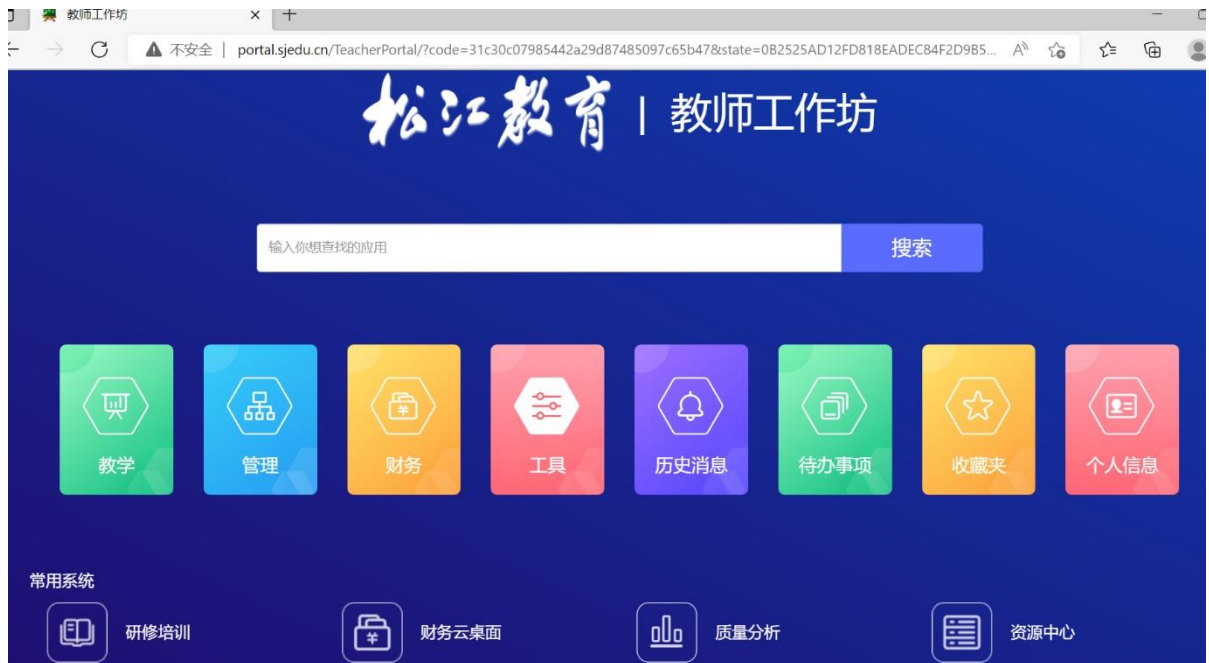 教师工作坊
不安全 | portal.sjedu.cn/TeacherPortal/?code=31c30c07985442a29d87485097c65b47&state=0B2525AD12FD818EADEC84F2D9B5...
松江教育 | 教师工作坊
输入你想查找的应用 搜索
教学 管理 财务 工具 历史消息 待办事项 收藏夹 个人信息
常用系统
研修培训 财务云桌面 质量分析 资源中心